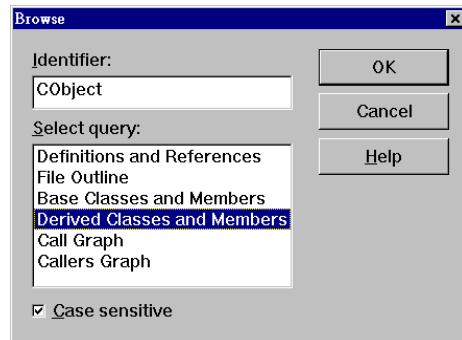 Browse
Identifier:
CObject
Select query:
Definitions and References
File Outline
Base Classes and Members
Derived Classes and Members
Call Graph
Callers Graph
Case sensitive
OK
Cancel
Help